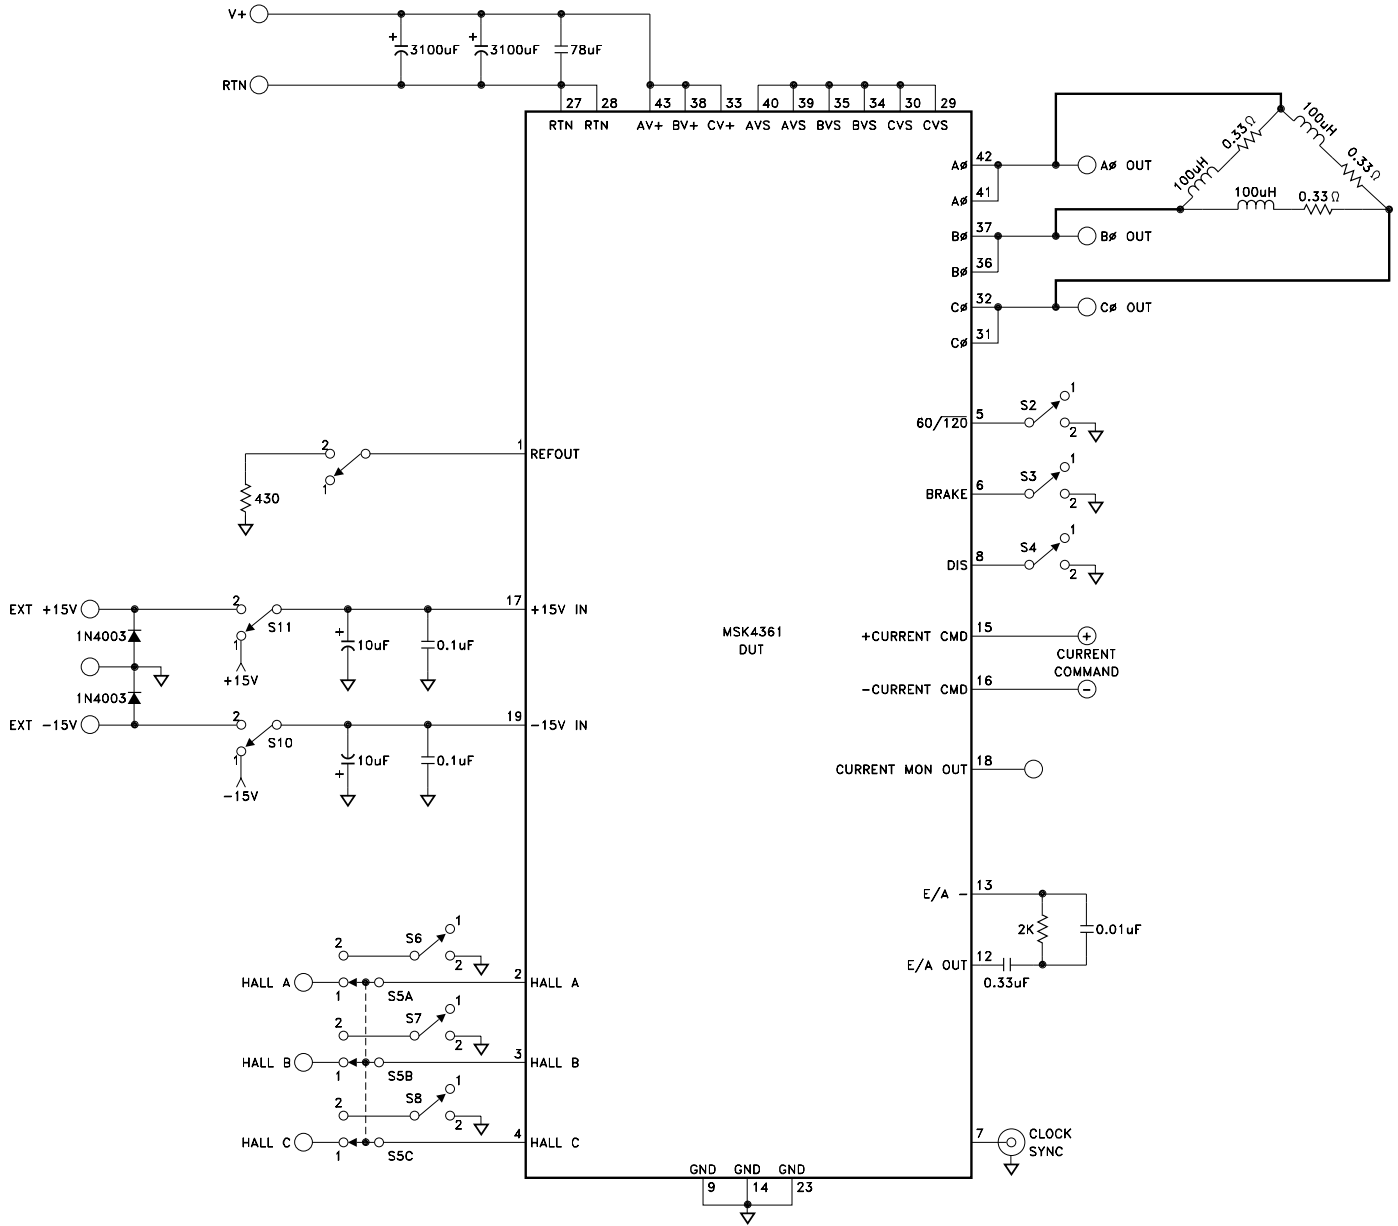 V+
3100uF
3100uF
78uF
RTN
27 28 43 38 33 40 39 35 34 30 29
RTN RTN AV+ BV+ CV+ AVS AVS BVS BVS CVS CVS
AØ 42
AØ 41
BØ 37
BØ 36
CØ 32
CØ 31
AØ OUT
BØ OUT
CØ OUT
100uH
0.33Ω
0.33Ω
100uH
100uH
0.33Ω
60/120 5
S2
1
2
BRAKE 6
S3
1
2
DIS 8
S4
1
2
2
1
1
REFOUT
430
EXT +15V
1N4003
1N4003
EXT -15V
2
1
S11
+15V
10uF
0.1uF
17
+15V IN
2
1
S10
-15V
10uF
0.1uF
19
-15V IN
MSK4361
DUT
+CURRENT CMD 15
CURRENT
COMMAND
-CURRENT CMD 16
CURRENT MON OUT 18
E/A - 13
2K
0.01uF
E/A OUT 12
0.33uF
2
S6
1
2
HALL A
1
S5A
2
HALL A
2
S7
1
2
HALL B
1
S5B
3
HALL B
2
S8
1
2
HALL C
1
S5C
4
HALL C
7
CLOCK
SYNC
GND GND GND
9 14 23